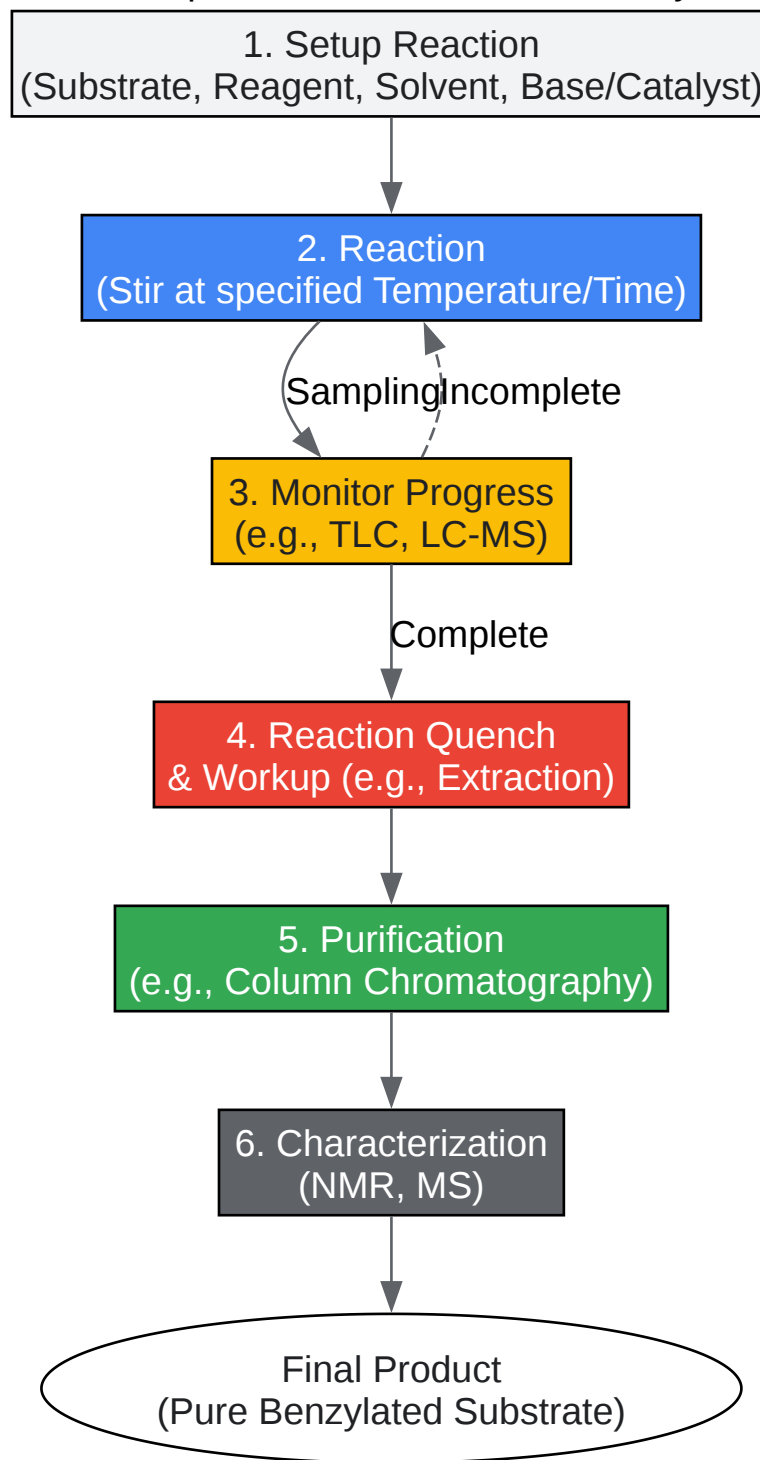 1. Setup Reaction
(Substrate, Reagent, Solvent, Base/Catalyst)
2. Reaction
(Stir at specified Temperature/Time)
Sampling
Incomplete
3. Monitor Progress
(e.g., TLC, LC-MS)
Complete
4. Reaction Quench
& Workup (e.g., Extraction)
5. Purification
(e.g., Column Chromatography)
6. Characterization
(NMR, MS)
Final Product
(Pure Benzylated Substrate)